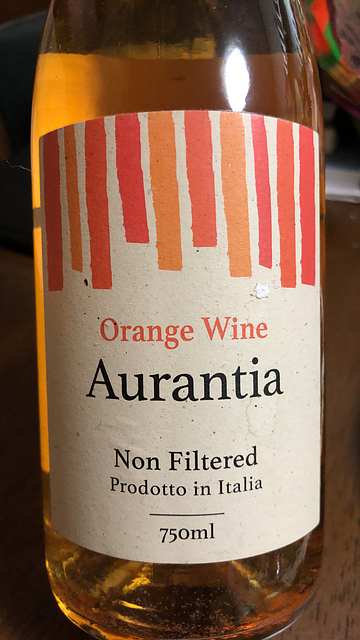 Orange Wine
Aurantia
Non Filtered
Prodotto in Italia
750ml